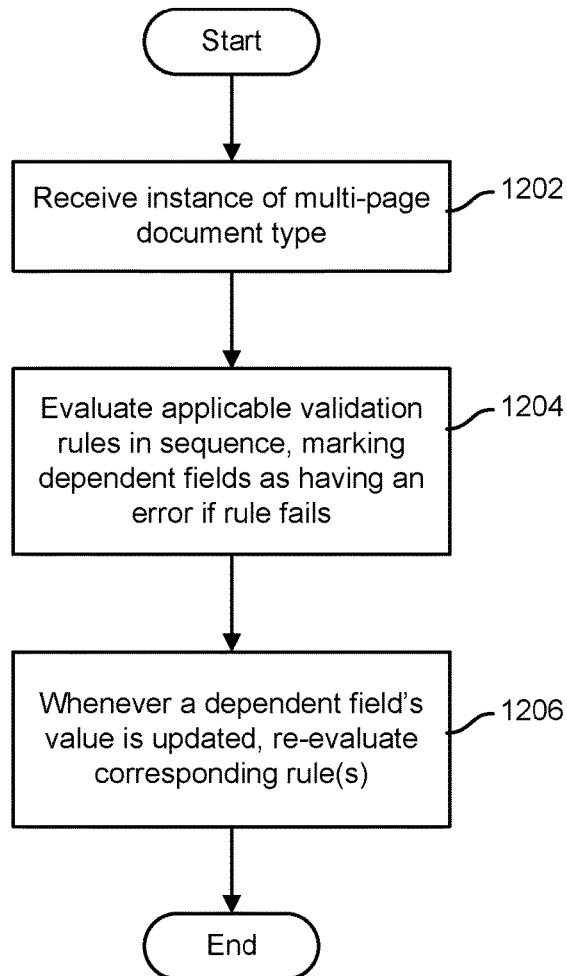 Start
Receive instance of multi-page
document type
1202
Evaluate applicable validation
rules in sequence, marking
dependent fields as having an
error if rule fails
1204
Whenever a dependent field's
value is updated, re-evaluate
corresponding rule(s)
1206
End